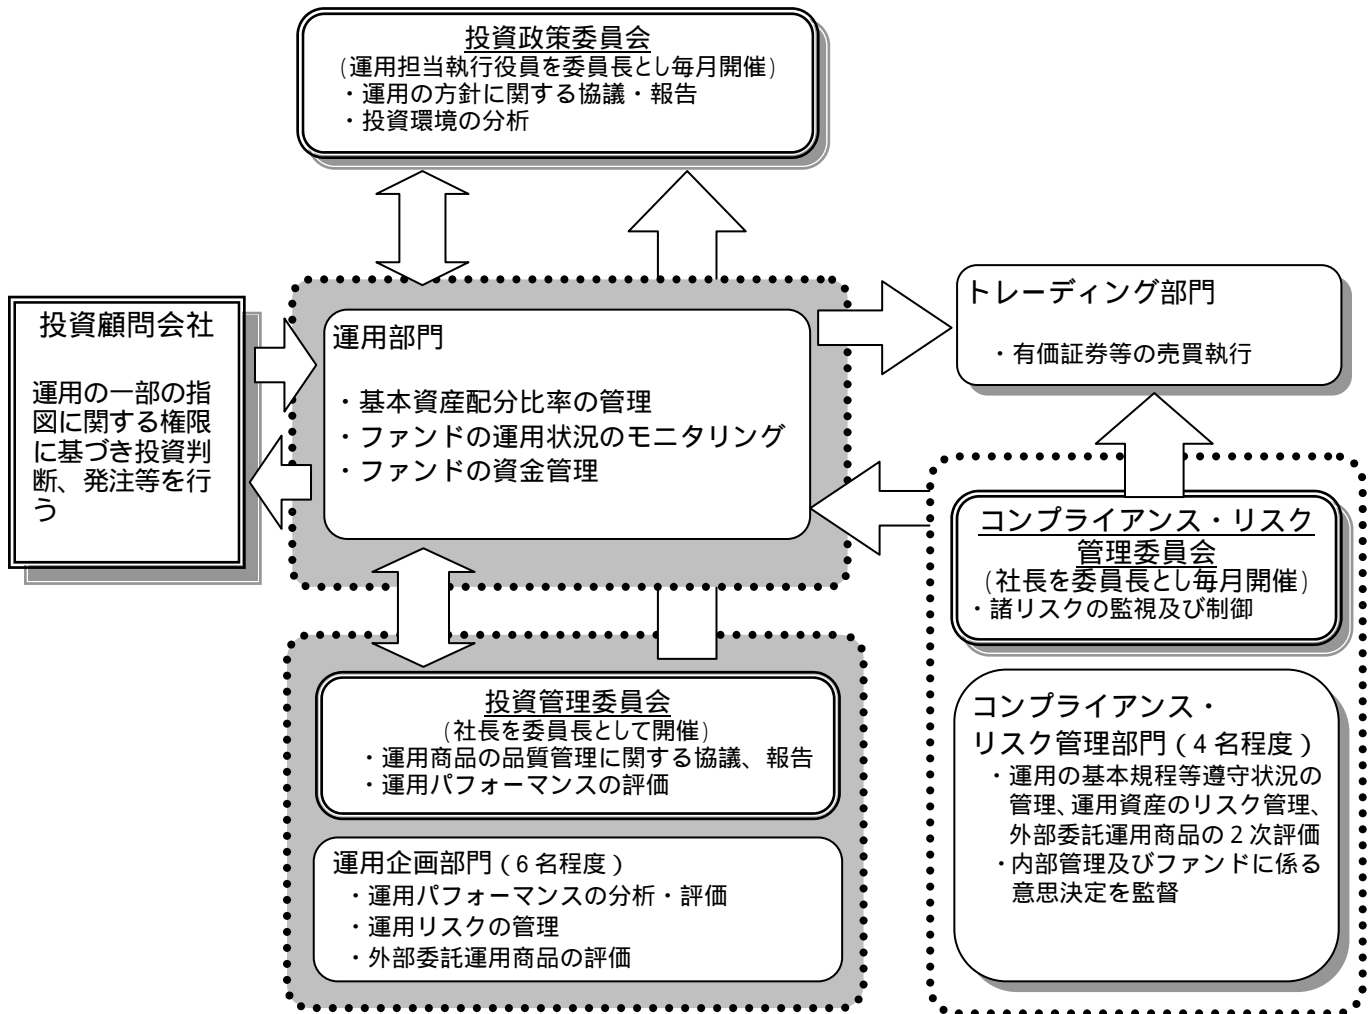 投資政策委員会
(運用担当執行役員を委員長とし毎月開催)
・運用の方針に関する協議・報告
・投資環境の分析
投資顧問会社
運用の一部の指
図に関する権限
に基づき投資判
断、発注等を行
う
運用部門
・基本資産配分比率の管理
・ファンドの運用状況のモニタリング
・ファンドの資金管理
トレーディング部門
・有価証券等の売買執行
コンプライアンス・リスク
管理委員会
(社長を委員長とし毎月開催)
・諸リスクの監視及び制御
コンプライアンス・
リスク管理部門(4名程度)
・運用の基本規程等遵守状況の
管理、運用資産のリスク管理、
外部委託運用商品の2次評価
・内部管理及びファンドに係る
意思決定を監督
投資管理委員会
(社長を委員長として開催)
・運用商品の品質管理に関する協議、報告
・運用パフォーマンスの評価
運用企画部門(6名程度)
・運用パフォーマンスの分析・評価
・運用リスクの管理
・外部委託運用商品の評価